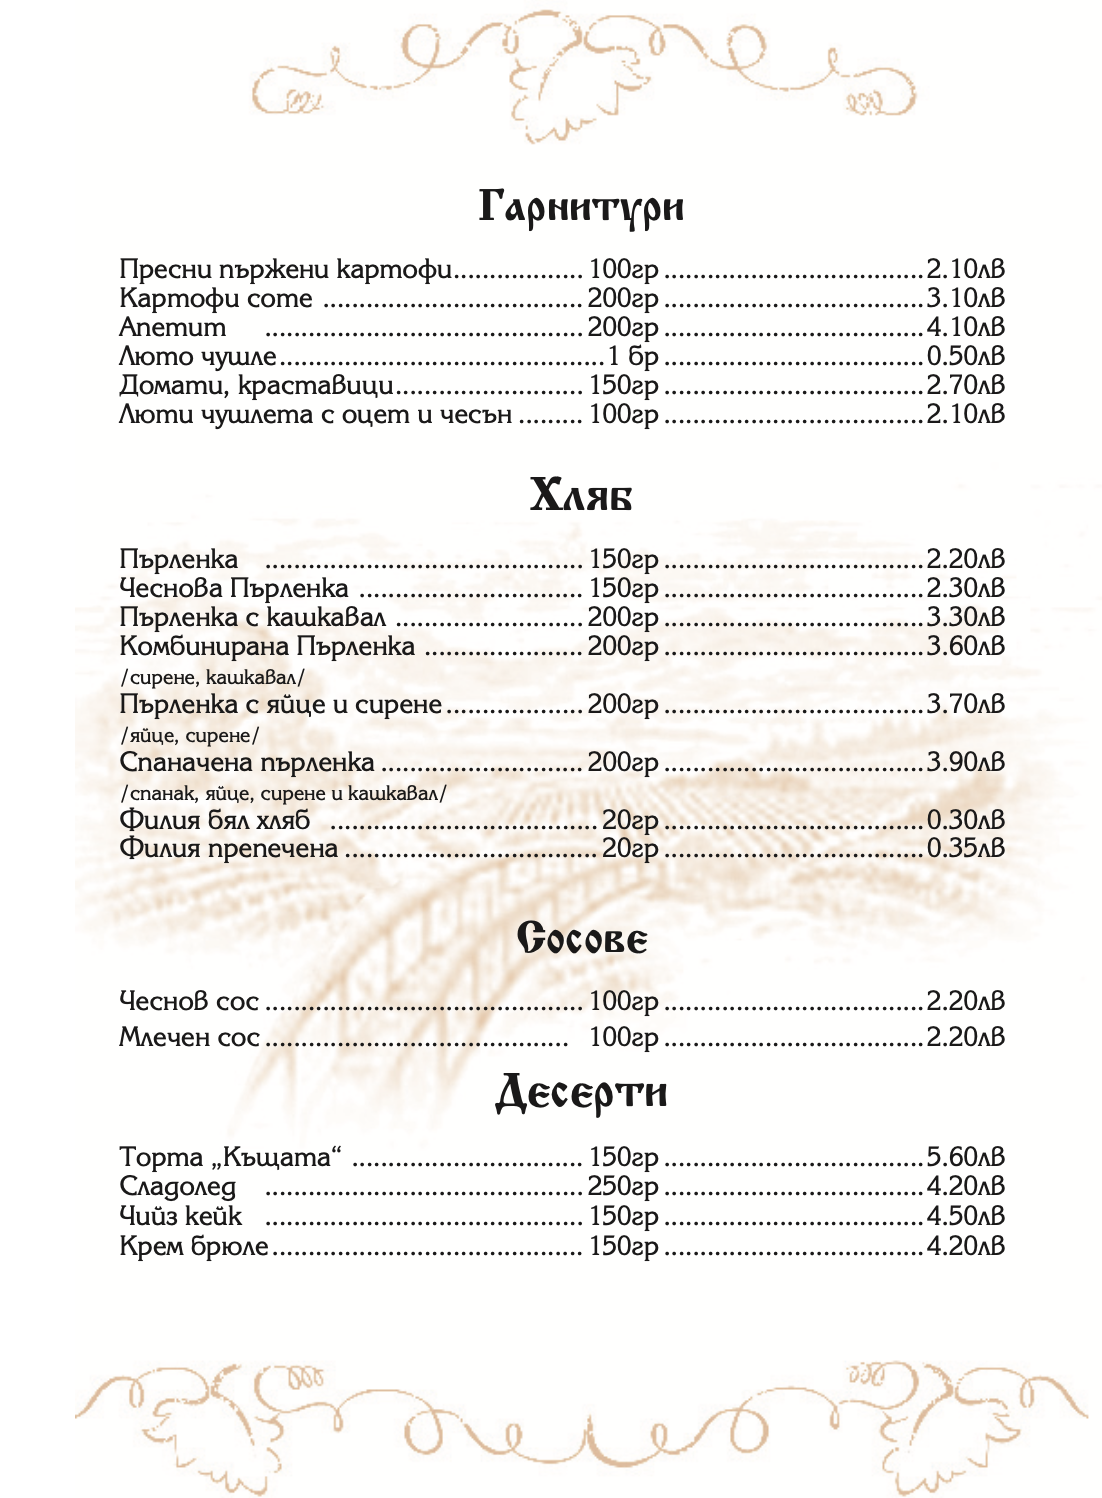 Гарнитури
Пресни пържени картофи.................. 100гр ....................................2.10лв
Картофи соте .................................... 200гр ....................................3.10лв
Апетит ............................................ 200гр ....................................4.10лв
Люто чушле.............................................1 бр ....................................0.50лв
Домати, краставици.......................... 150гр ....................................2.70лв
Люти чушлета с оцет и чесън ......... 100гр ....................................2.10лв
Хляб
Пърленка ............................................ 150гр ....................................2.20лв
Чеснова Пърленка ............................... 150гр ....................................2.30лв
Пърленка с кашкавал .......................... 200гр ....................................3.30лв
Комбинирана Пърленка ...................... 200гр ....................................3.60лв
/сирене, кашкавал/
Пърленка с яйце и сирене ................... 200гр ....................................3.70лв
/яйце, сирене/
Спаначена пърленка ............................ 200гр ....................................3.90лв
/спанак, яйце, сирене и кашкавал/
Филия бял хляб ..................................... 20гр ....................................0.30лв
Филия препечена ................................... 20гр ....................................0.35лв
Сосове
Чеснов сос ............................................ 100гр ....................................2.20лв
Млечен сос .......................................... 100гр ....................................2.20лв
Десерти
Торта „Къщата“ ................................ 150гр ....................................5.60лв
Сладолед ............................................ 250гр ....................................4.20лв
Чийз кейк ............................................ 150гр ....................................4.50лв
Крем брюле ........................................... 150гр ....................................4.20лв